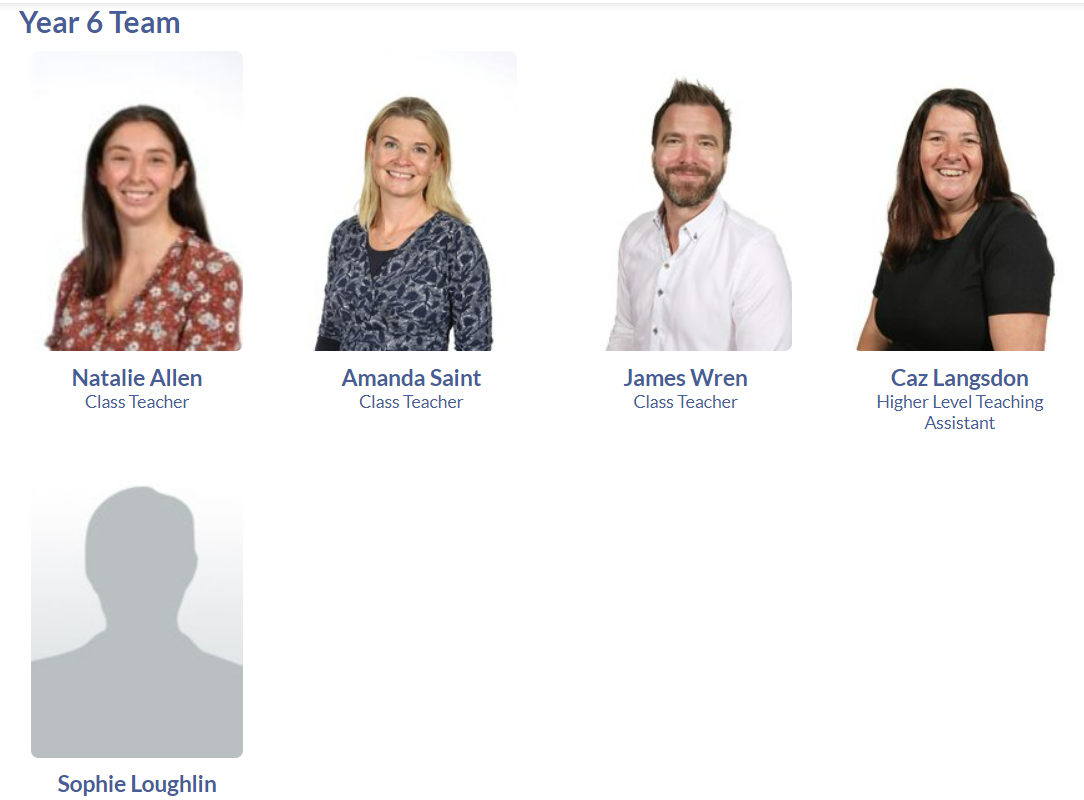 Year 6 Team
Natalie Allen
Class Teacher
Amanda Saint
Class Teacher
James Wren
Class Teacher
Caz Langsdon
Higher Level Teaching
Assistant
Sophie Loughlin